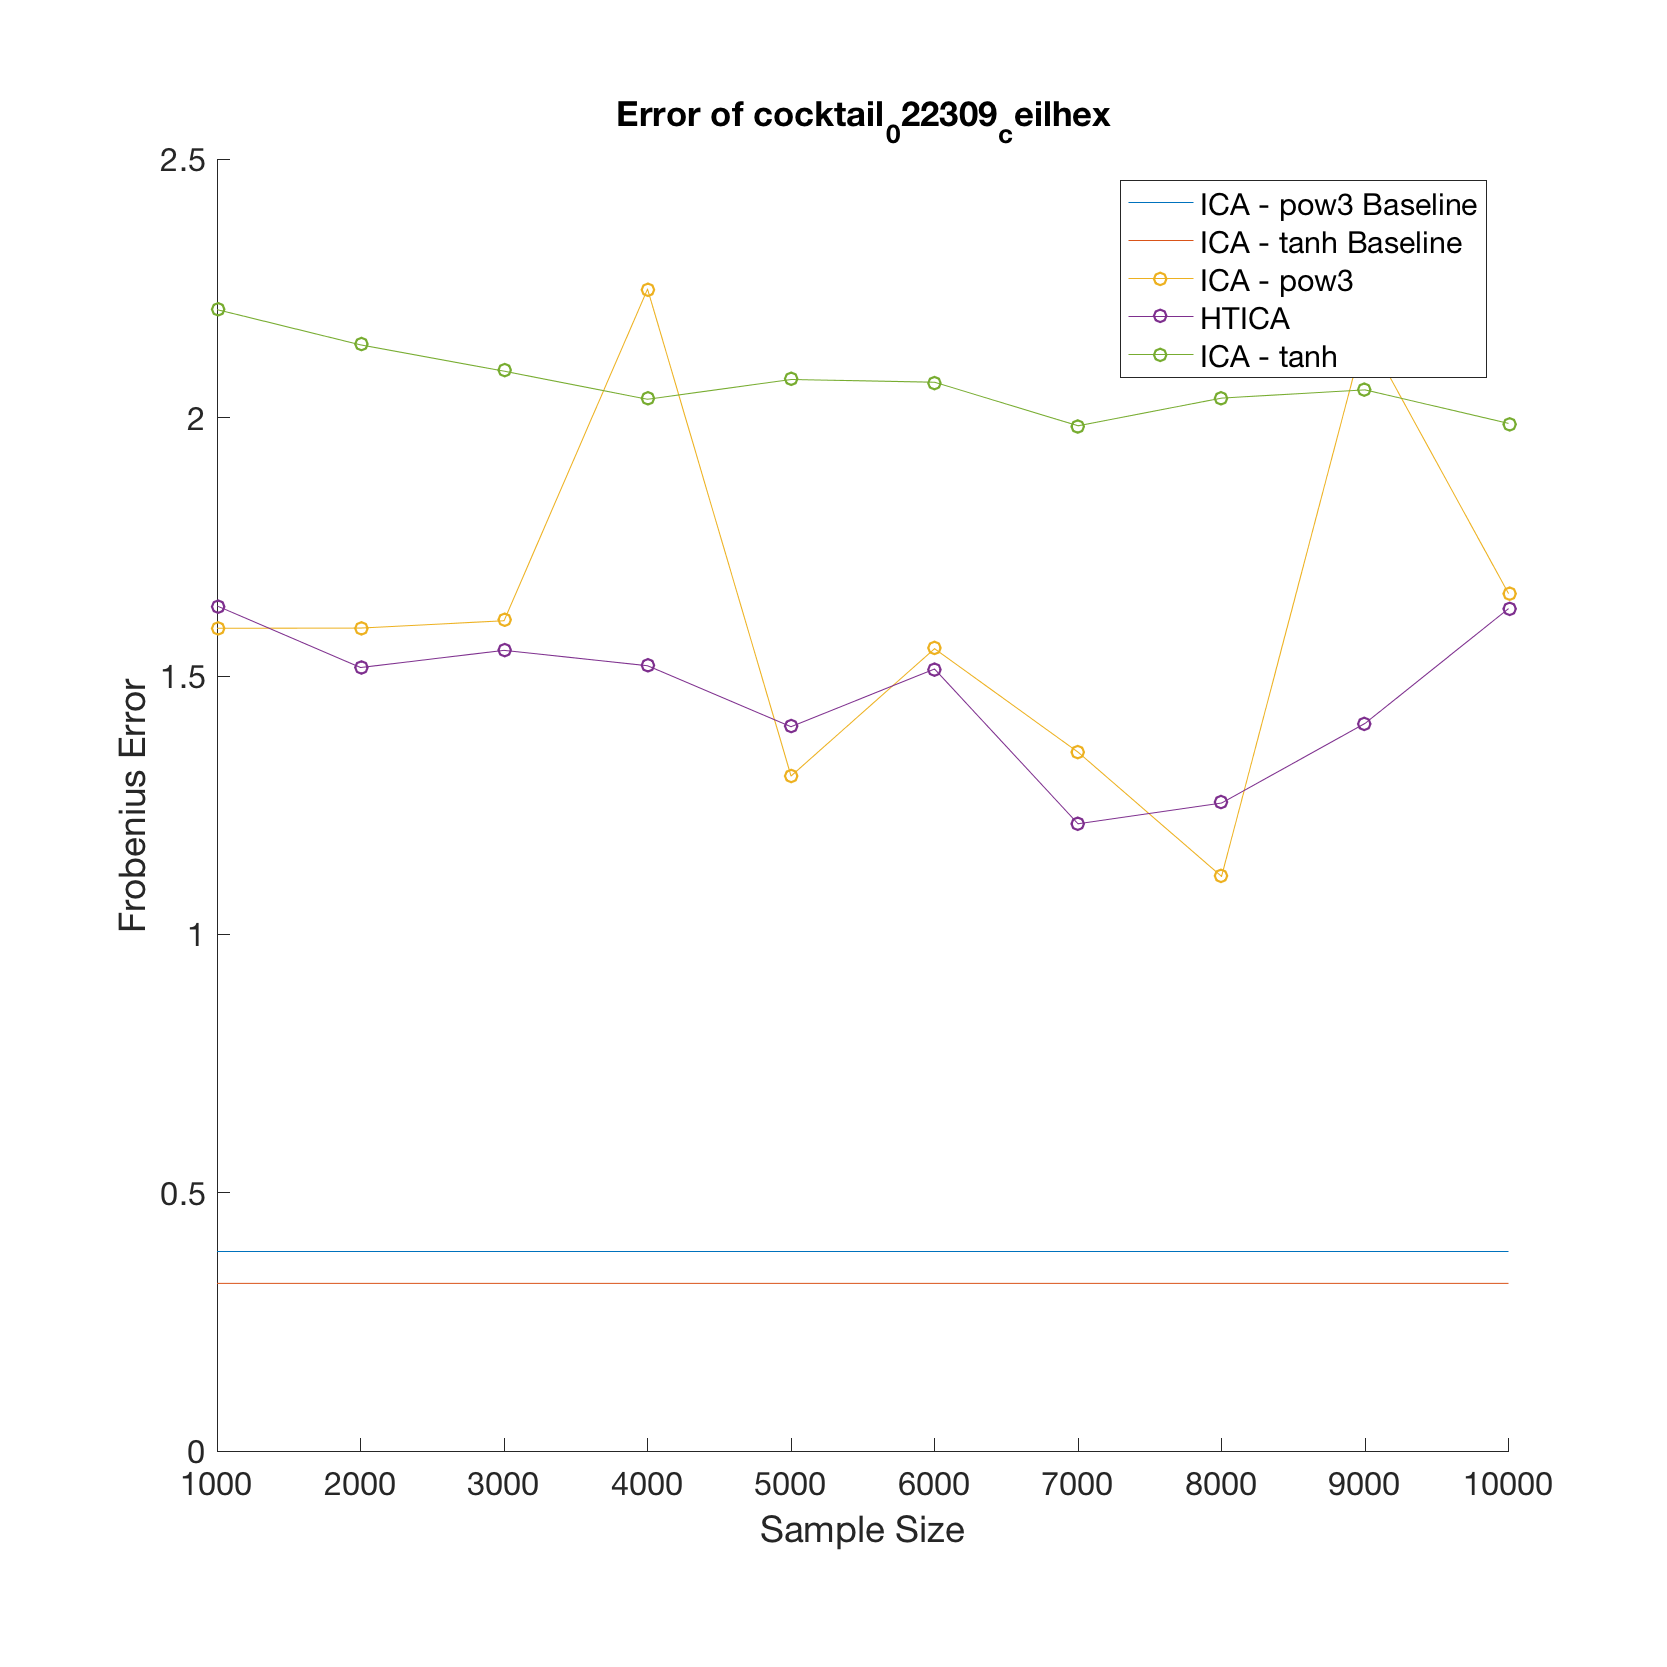 Error of cocktail_022309_ceilhex
2.5
2
1.5
1
0.5
0
Frobenius Error
ICA - pow3 Baseline
ICA - tanh Baseline
ICA - pow3
HTICA
ICA - tanh
1000 2000 3000 4000 5000 6000 7000 8000 9000 10000
Sample Size